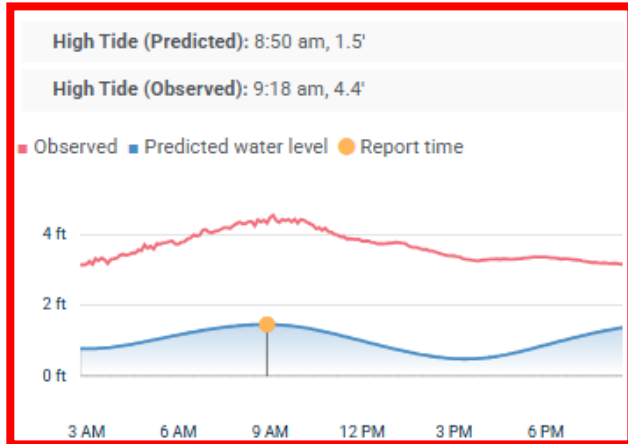 High Tide (Predicted): 8:50 am, 1.5'
High Tide (Observed): 9:18 am, 4.4'
Observed Predicted water level Report time
4 ft
2 ft
0 ft
3 AM 6 AM 9 AM 12 PM 3 PM 6 PM